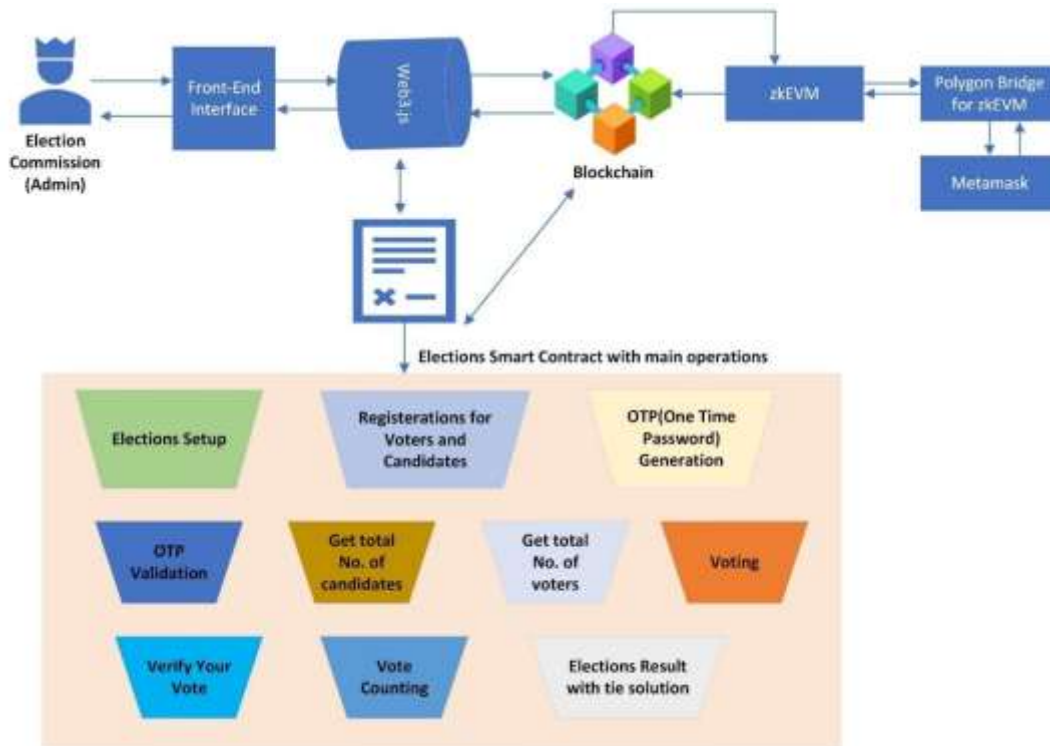 Election
Commission
(Admin)
Front-End
Interface
Web3.js
Blockchain
zkEVM
Polygon Bridge
for zkEVM
Metamask
Elections Smart Contract with main operations
Elections Setup
Registerations for
Voters and
Candidates
OTP(One Time
Password)
Generation
OTP
Validation
Get total
No. of
candidates
Get total
No. of
voters
Voting
Verify Your
Vote
Vote
Counting
Elections Result
with tie solution